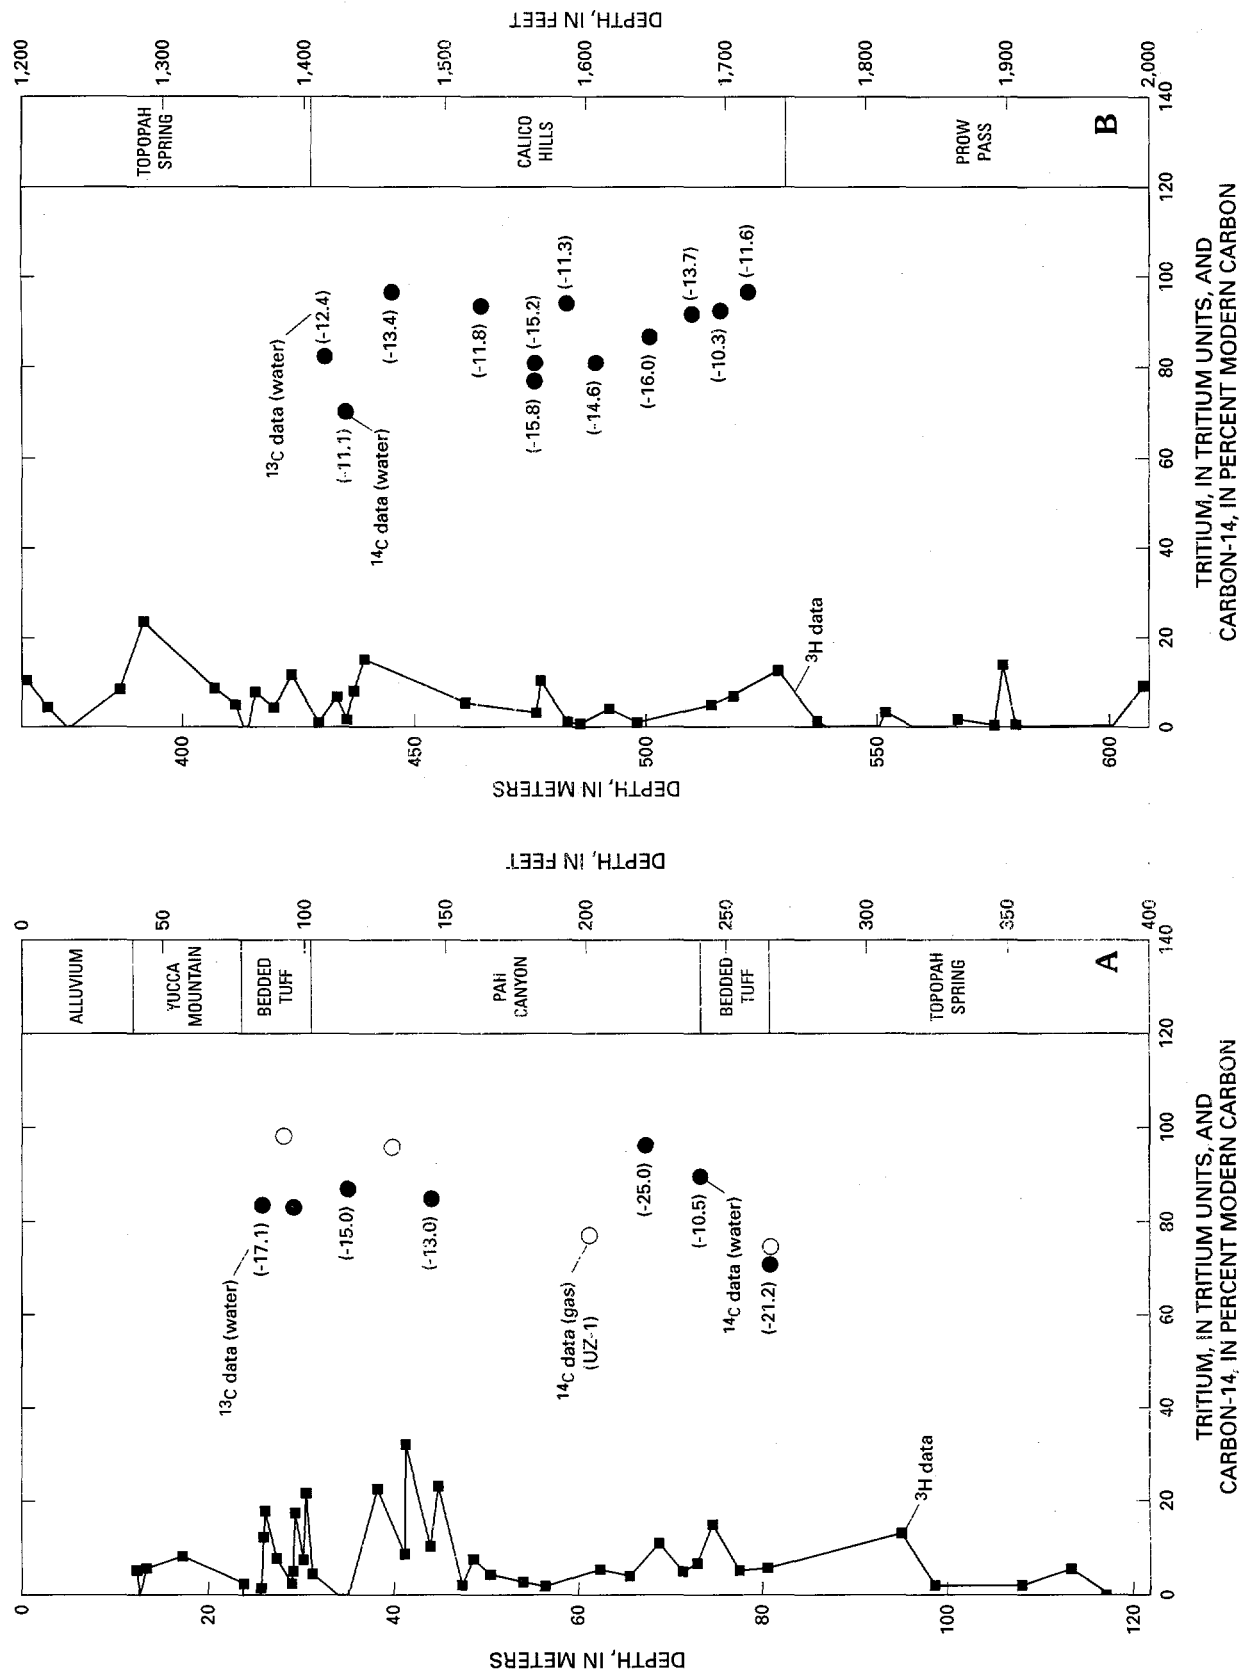 DEPTH, IN FEET
0
50
100
150
200
250
300
350
400
ALLUVIUM
YUCCA
MOUNTAIN
BEDDED
TUFF
PAH
CANYON
BEDDED
TUFF
TOPOPAH
SPRING
A
13C data (water)
(-17.1)
(-15.0)
(-13.0)
14C data (gas)
(UZ-1)
(-25.0)
(-10.5)
14C data (water)
(-21.2)
3H data
0
20
40
60
80
100
120
140
0
20
40
60
80
100
120
DEPTH, IN METERS
TRITIUM, IN TRITIUM UNITS, AND
CARBON-14, IN PERCENT MODERN CARBON
DEPTH, IN FEET
1,200
1,300
1,400
1,500
1,600
1,700
1,800
1,900
2,000
TOPOPAH
SPRING
CALICO
HILLS
PROW
PASS
B
13C data (water)
(-12.4)
(-11.1)
14C data (water)
(-13.4)
(-11.8)
(-15.8)
(-15.2)
(-11.3)
(-14.6)
(-16.0)
(-13.7)
(-10.3)
(-11.6)
3H data
0
20
40
60
80
100
120
140
400
450
500
550
600
DEPTH, IN METERS
TRITIUM, IN TRITIUM UNITS, AND
CARBON-14, IN PERCENT MODERN CARBON